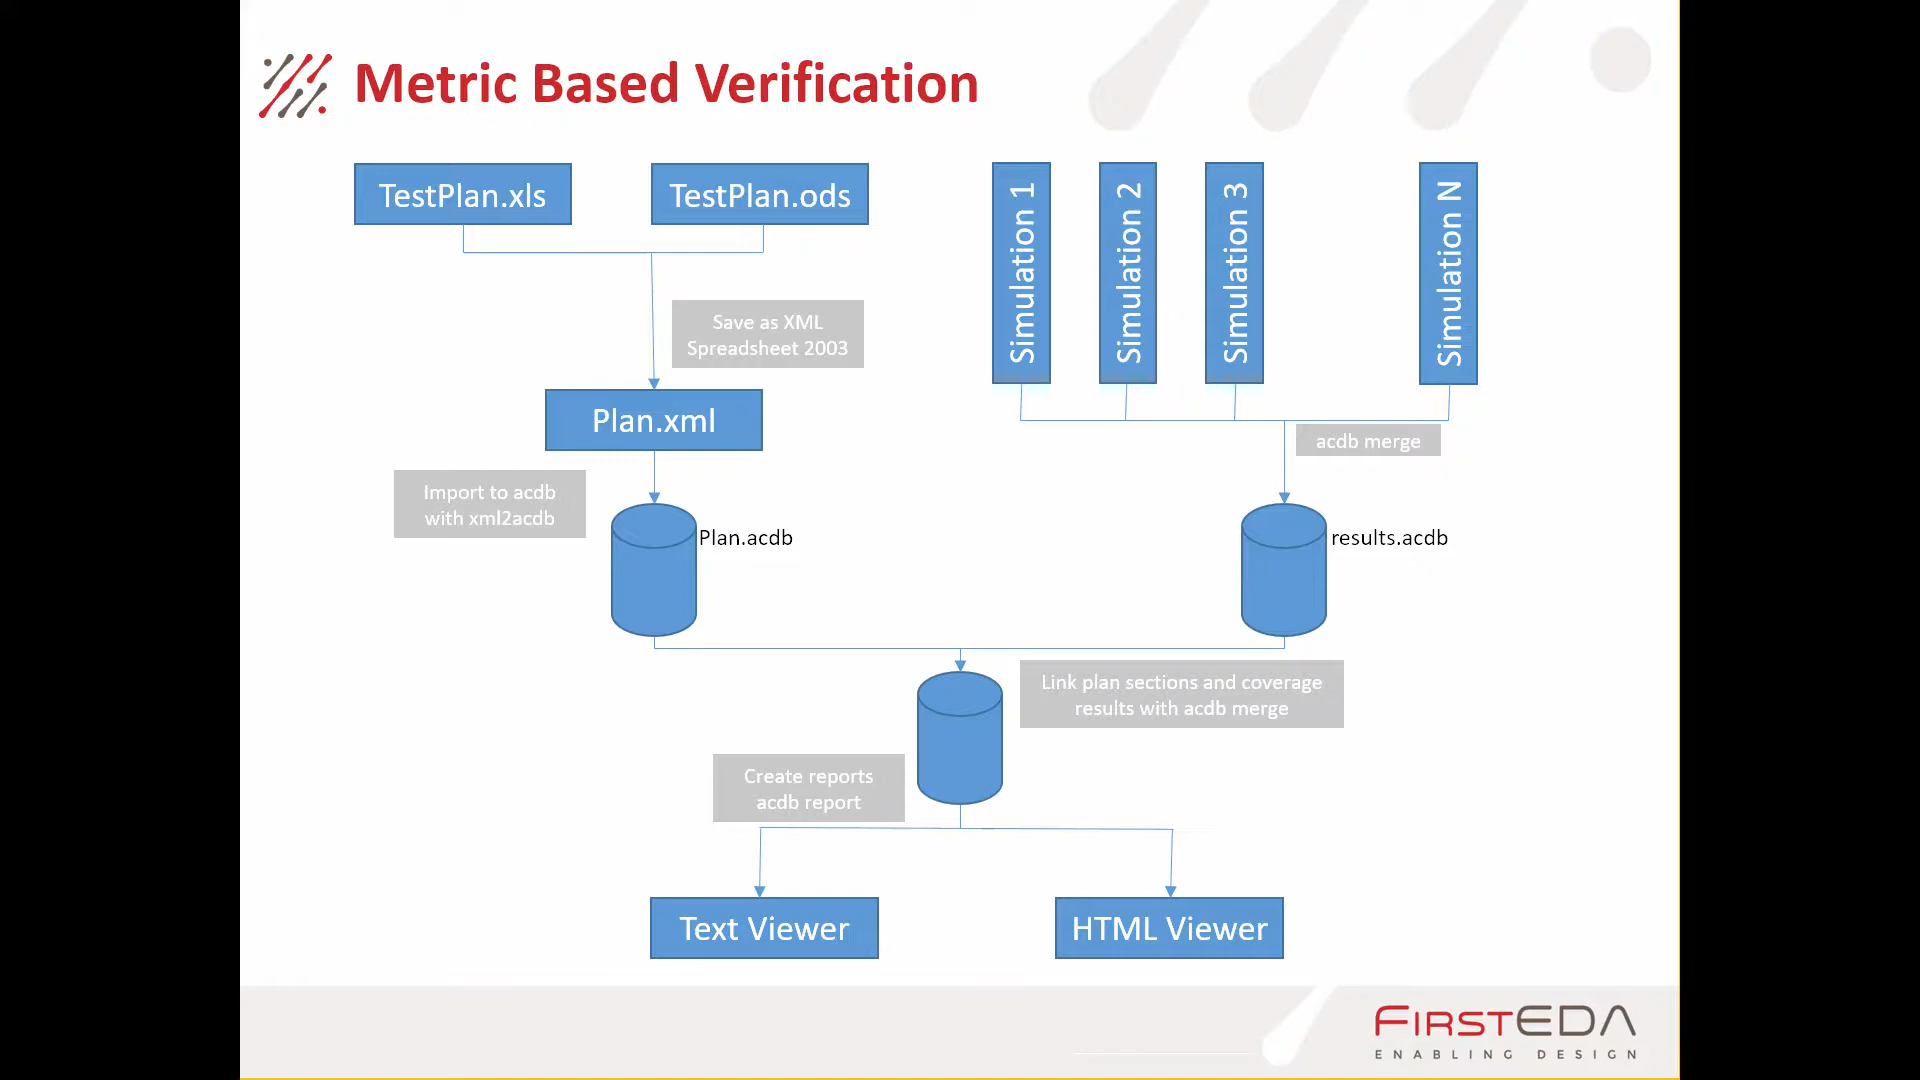 Metric Based Verification
TestPlan.xls
TestPlan.ods
Simulation 1
Simulation 2
Simulation 3
Simulation N
Save as XML
Spreadsheet 2003
Plan.xml
acdb merge
Import to acdb
with xml2acdb
Plan.acdb
results.acdb
Link plan sections and coverage
results with acdb merge
Create reports
acdb report
Text Viewer
HTML Viewer
FIRSTEDA
ENABLING DESIGN